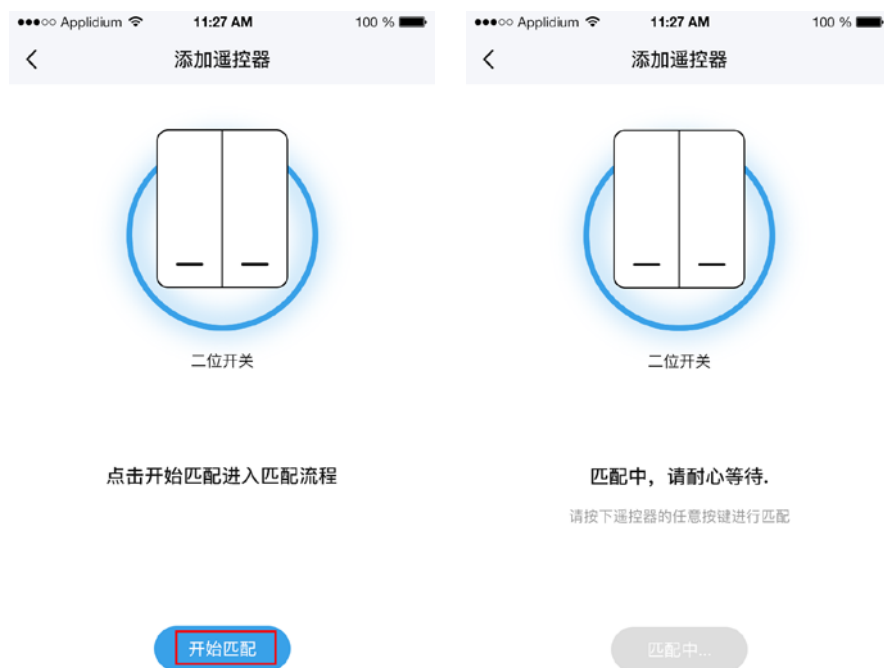 Applidium 11:27 AM 100 %
添加遥控器
二位开关
点击开始匹配进入匹配流程
开始匹配
Applidium 11:27 AM 100 %
添加遥控器
二位开关
匹配中，请耐心等待.
请按下遥控器的任意按键进行匹配
匹配中...